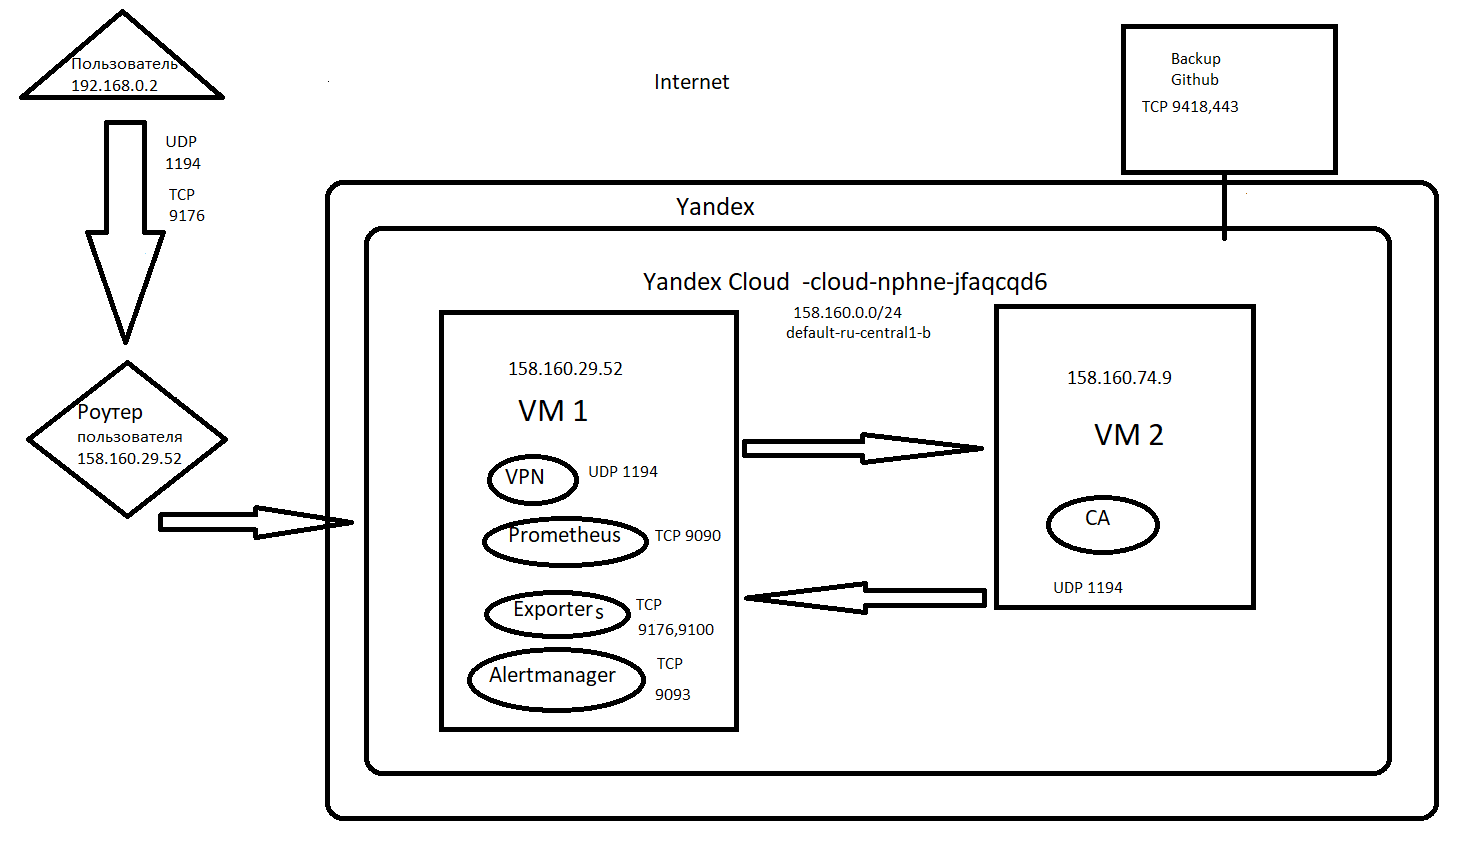 Пользователь
192.168.0.2
UDP
1194
TCP
9176
Роутер
пользователя
158.160.29.52
Internet
Backup
Github
TCP 9418,443
Yandex
Yandex Cloud -cloud-nphne-jfaqcqd6
158.160.0.0/24
default-ru-central1-b
158.160.29.52
VM 1
VPN
UDP 1194
Prometheus
TCP 9090
Exporters
TCP
9176,9100
Alertmanager
TCP
9093
158.160.74.9
VM 2
CA
UDP 1194